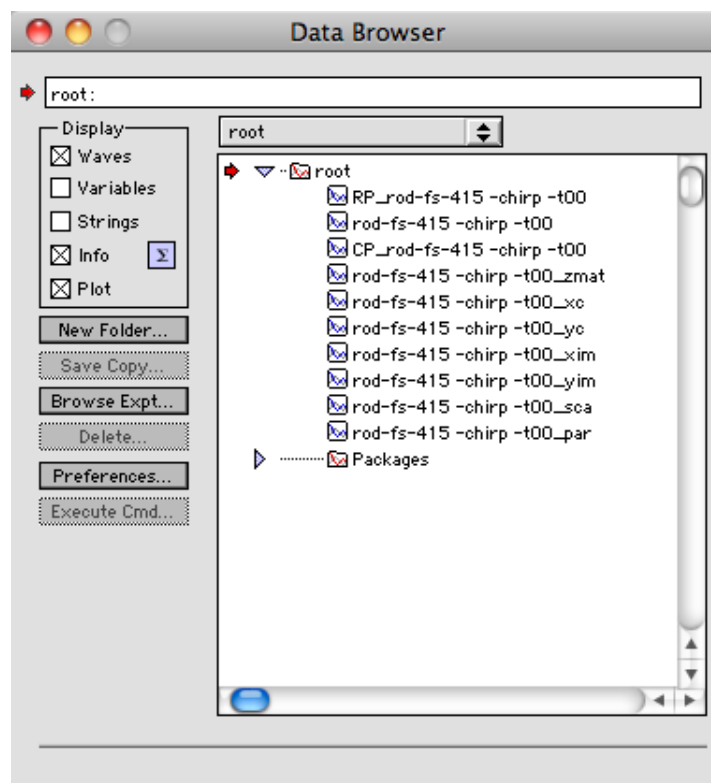 Data Browser
root:
Display
Waves
Variables
Strings
Info Σ
Plot
New Folder...
Save Copy...
Browse Expt...
Delete...
Preferences...
Execute Cmd...
root
root
RP_rod-fs-415 -chirp -t00
rod-fs-415 -chirp -t00
CP_rod-fs-415 -chirp -t00
rod-fs-415 -chirp -t00_zmat
rod-fs-415 -chirp -t00_xc
rod-fs-415 -chirp -t00_yc
rod-fs-415 -chirp -t00_xim
rod-fs-415 -chirp -t00_yim
rod-fs-415 -chirp -t00_sca
rod-fs-415 -chirp -t00_par
Packages